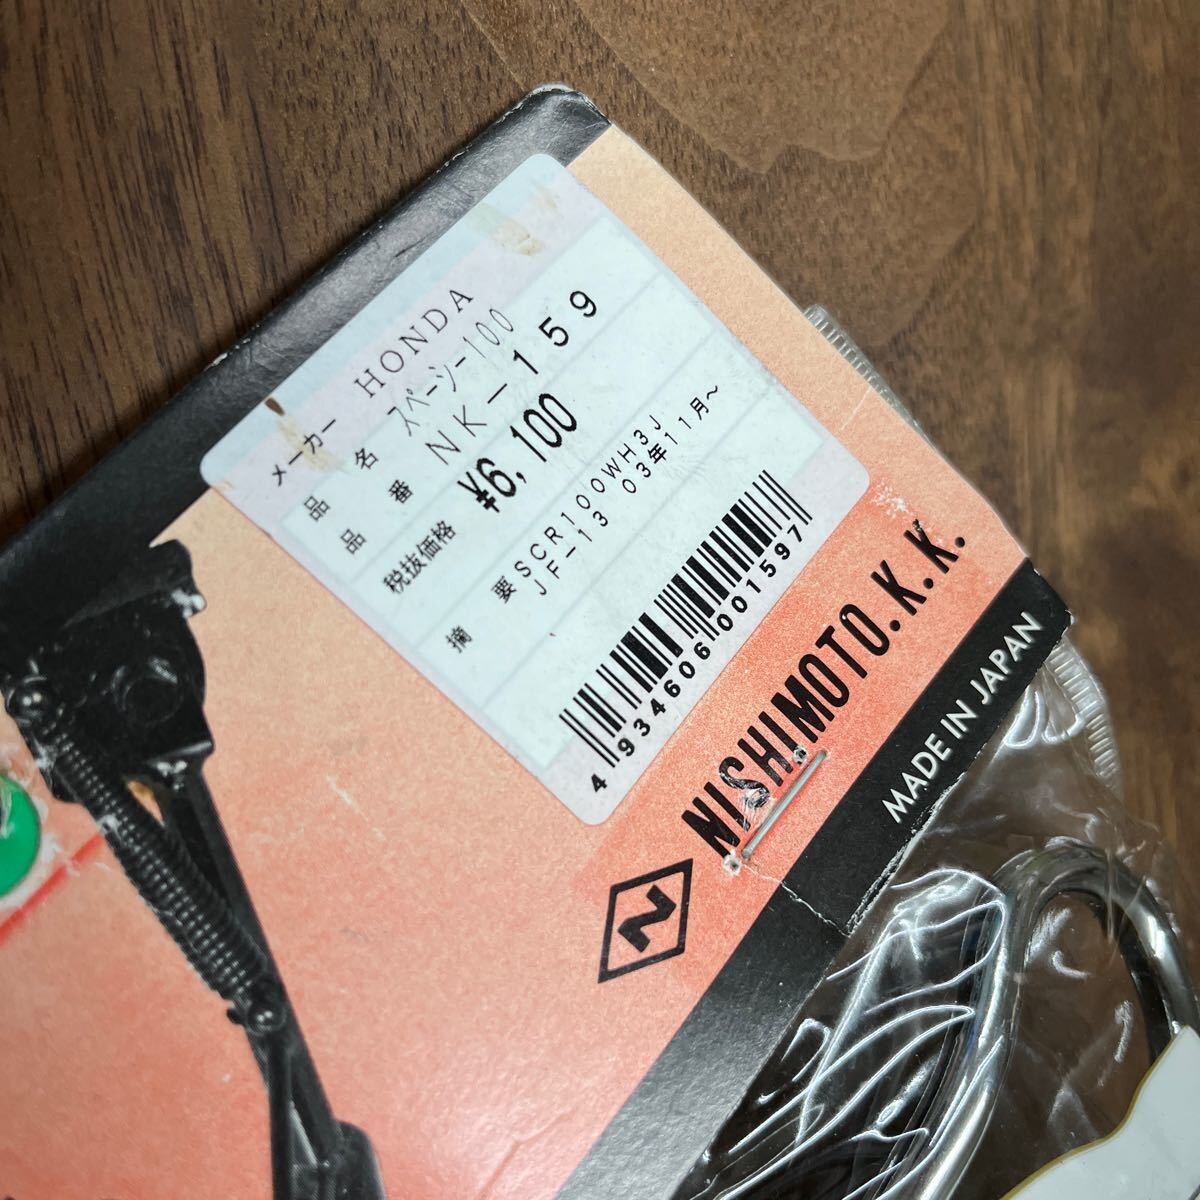 メーカー HONDA
品名 スペーシー100
品番 NK-159
税抜価格 ¥6,100
摘要 SCR100WH3J
JF-13 03年11月~
4934606001597
NISHIMOTO.K.K.
MADE IN JAPAN